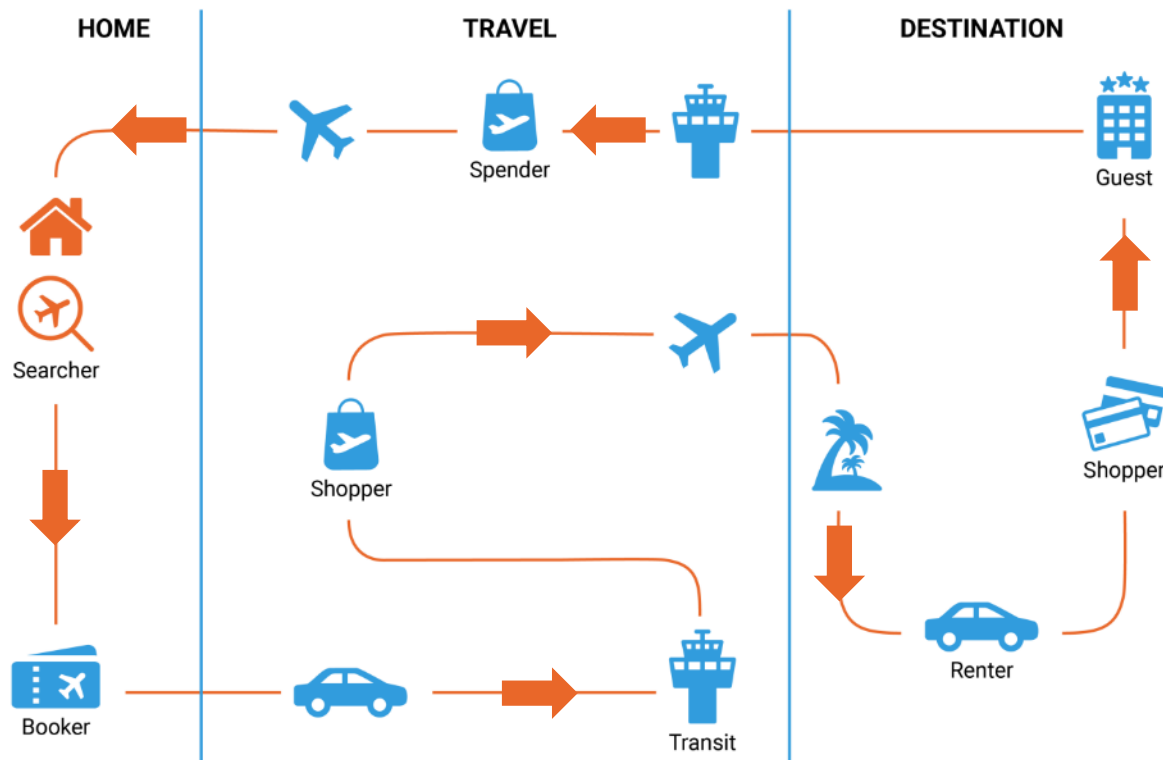 HOME
TRAVEL
DESTINATION
Spender
Guest
Searcher
Shopper
Shopper
Renter
Booker
Transit